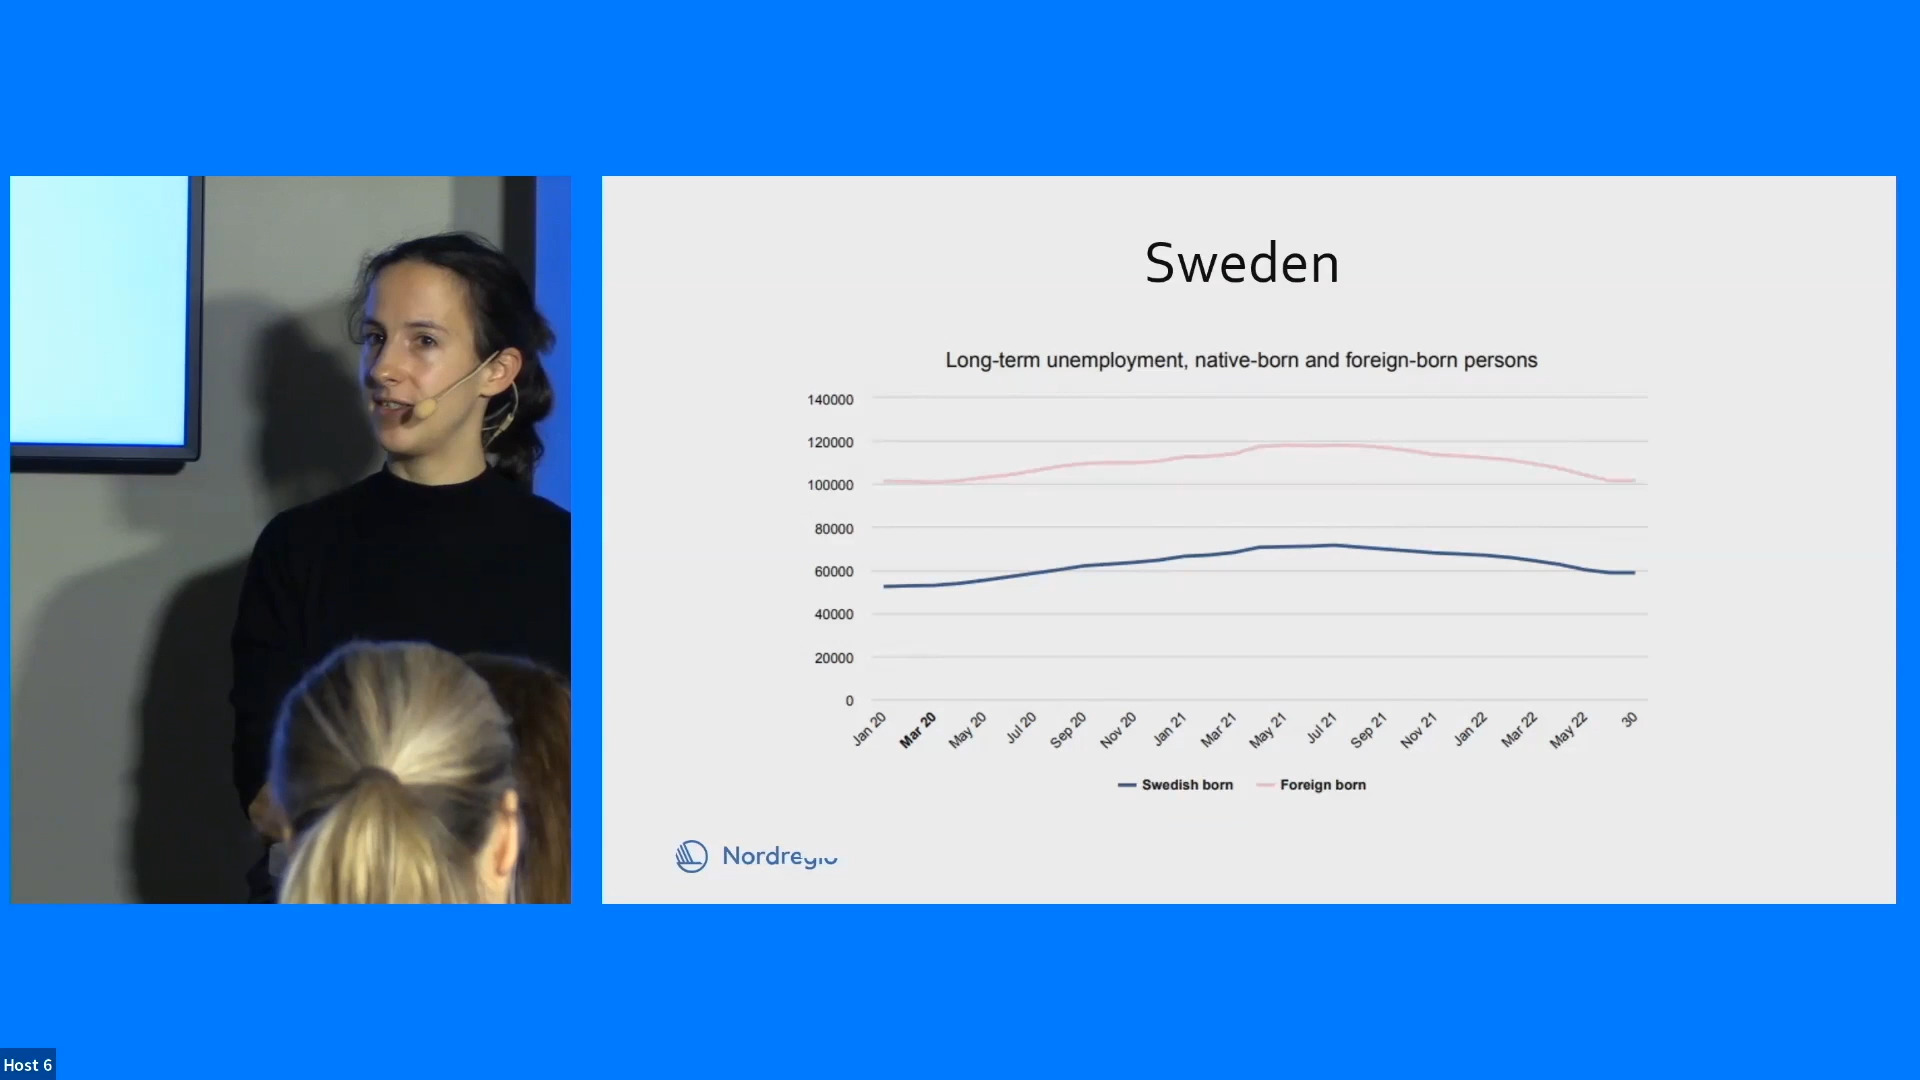 Sweden
Long-term unemployment, native-born and foreign-born persons
140000
120000
100000
80000
60000
40000
20000
0
Jan 20
Mar 20
May 20
Jul 20
Sep 20
Nov 20
Jan 21
Mar 21
May 21
Jul 21
Sep 21
Nov 21
Jan 22
Mar 22
May 22
30
Swedish born
Foreign born
Nordregio
Host 6